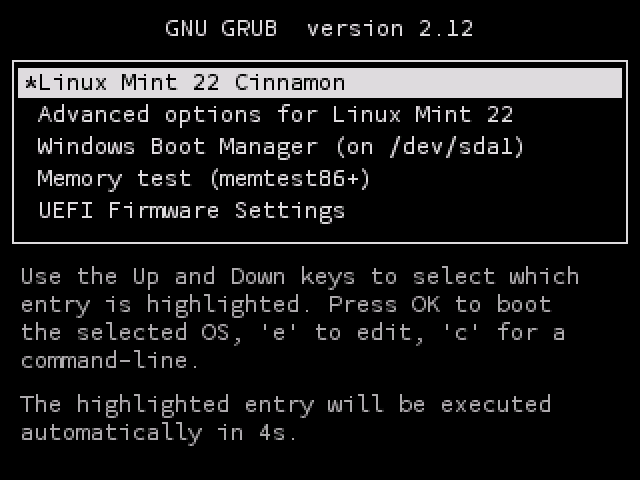 GNU GRUB  version 2.12
*Linux Mint 22 Cinnamon
Advanced options for Linux Mint 22
Windows Boot Manager (on /dev/sda1)
Memory test (memtest86+)
UEFI Firmware Settings
Use the Up and Down keys to select which
entry is highlighted. Press OK to boot
the selected OS, 'e' to edit, 'c' for a
command-line.
The highlighted entry will be executed
automatically in 4s.